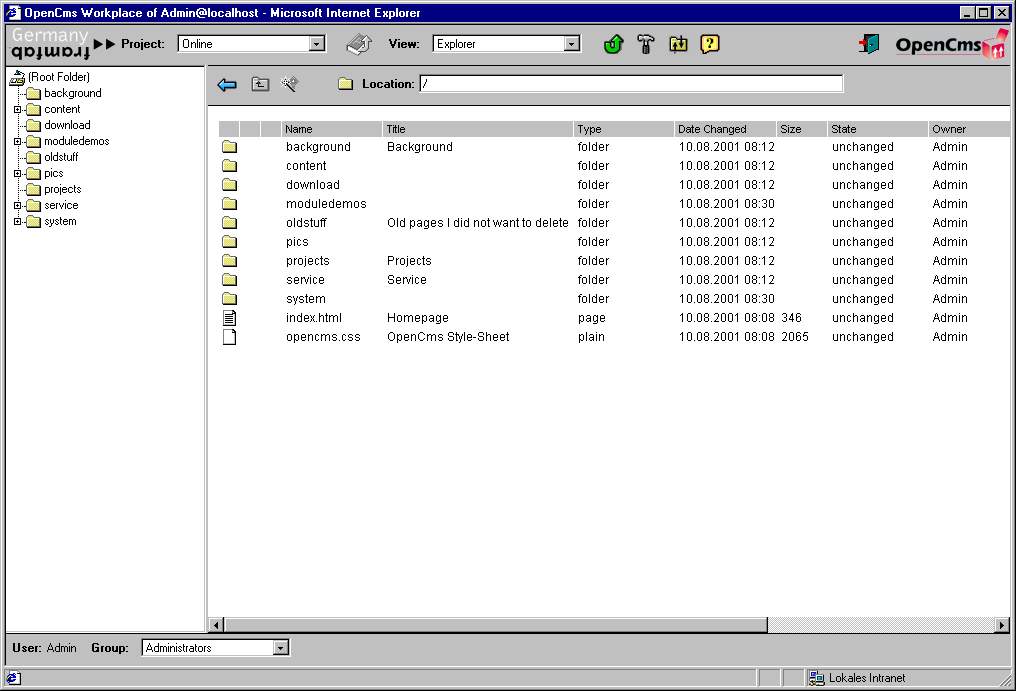 OpenCms Workplace of Admin@localhost - Microsoft Internet Explorer
Germany
framfab
Project: Online View: Explorer OpenCms
(Root Folder)
background
content
download
moduledemos
oldstuff
pics
projects
service
system
Location: /
Name Title Type Date Changed Size State Owner
background Background folder 10.08.2001 08:12 unchanged Admin
content folder 10.08.2001 08:12 unchanged Admin
download folder 10.08.2001 08:12 unchanged Admin
moduledemos folder 10.08.2001 08:30 unchanged Admin
oldstuff Old pages I did not want to delete folder 10.08.2001 08:12 unchanged Admin
pics folder 10.08.2001 08:12 unchanged Admin
projects Projects folder 10.08.2001 08:12 unchanged Admin
service Service folder 10.08.2001 08:12 unchanged Admin
system folder 10.08.2001 08:30 unchanged Admin
index.html Homepage page 10.08.2001 08:08 346 unchanged Admin
opencms.css OpenCms Style-Sheet plain 10.08.2001 08:08 2065 unchanged Admin
User: Admin Group: Administrators
Lokales Intranet